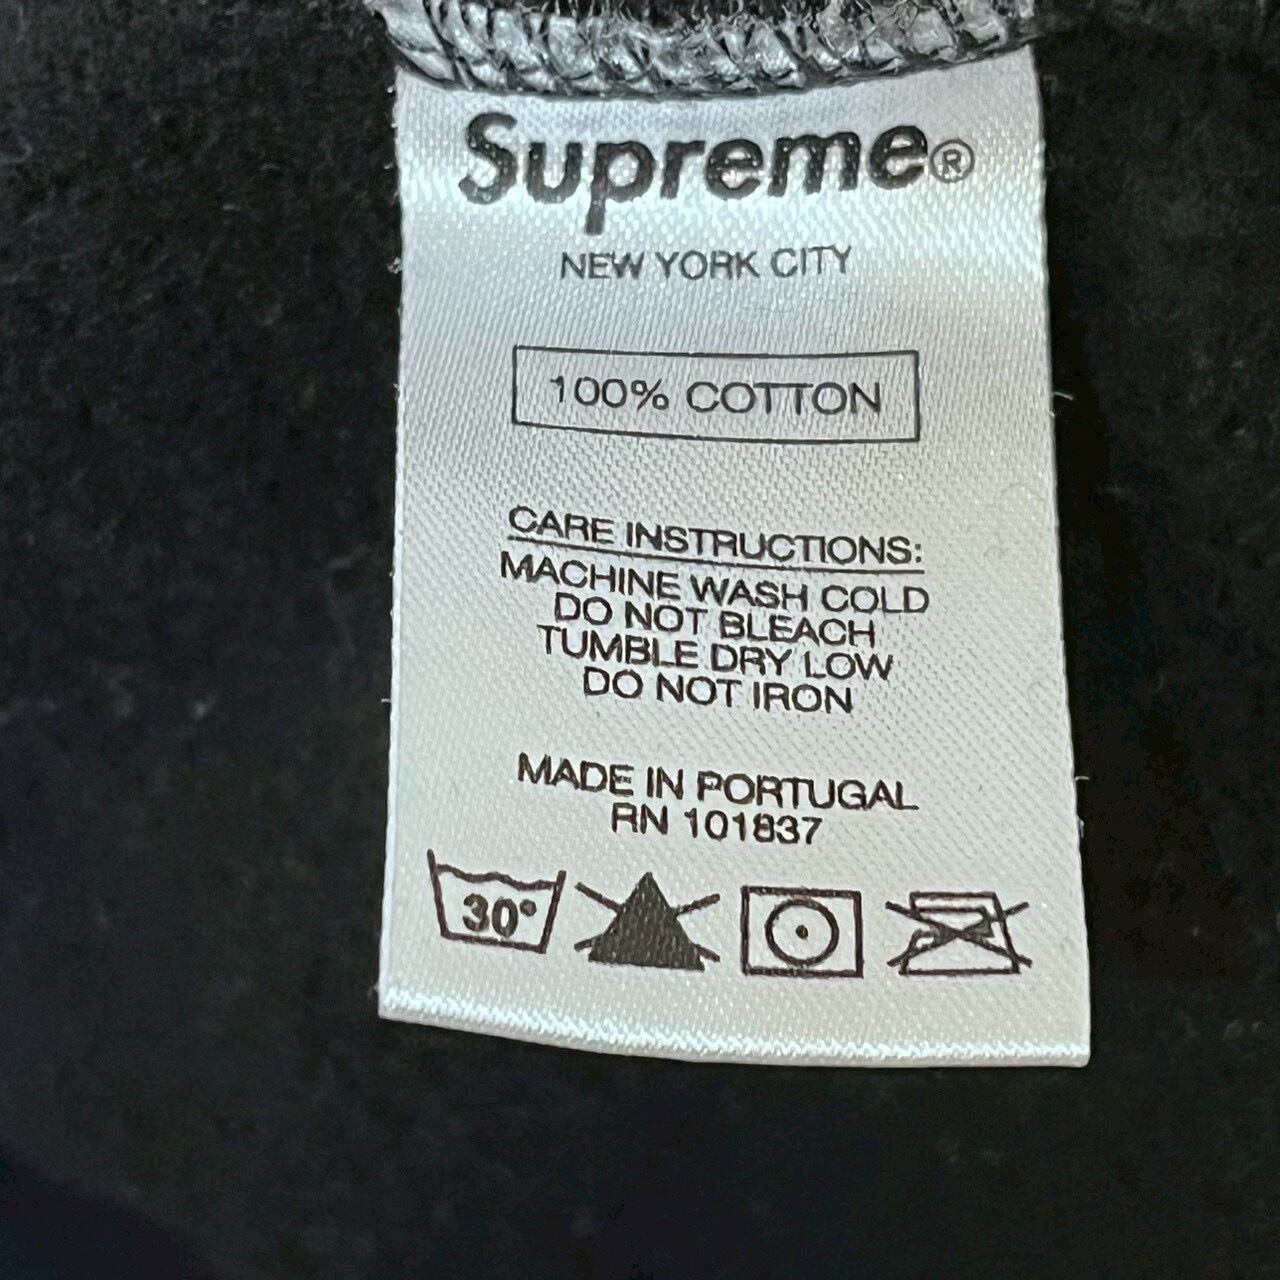 Supreme®
NEW YORK CITY
100% COTTON
CARE INSTRUCTIONS:
MACHINE WASH COLD
DO NOT BLEACH
TUMBLE DRY LOW
DO NOT IRON
MADE IN PORTUGAL
RN 101837
30°